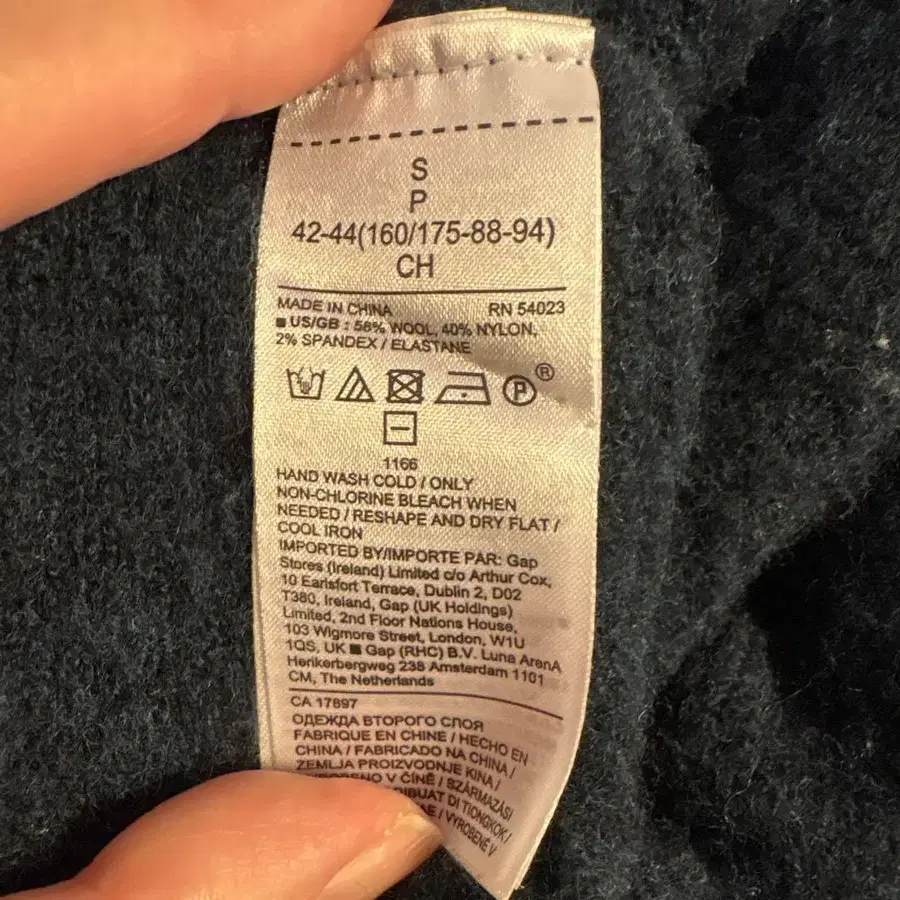 S
P
42-44(160/175-88-94)
CH
MADE IN CHINA RN 54023
■ US/GB : 58% WOOL, 40% NYLON,
2% SPANDEX / ELASTANE
P ®
1166
HAND WASH COLD / ONLY
NON-CHLORINE BLEACH WHEN
NEEDED / RESHAPE AND DRY FLAT /
COOL IRON
IMPORTED BY/IMPORTE PAR: Gap
Stores (Ireland) Limited c/o Arthur Cox,
10 Earlsfort Terrace, Dublin 2, D02
T380, Ireland, Gap (UK Holdings)
Limited, 2nd Floor Nations House,
103 Wigmore Street, London, W1U
1QS, UK ■ Gap (RHC) B.V. Luna ArenA
Herikerbergweg 238 Amsterdam 1101
CM, The Netherlands
CA 17897
ОДЕЖДА ВТОРОГО СЛОЯ
FABRIQUE EN CHINE / HECHO EN
CHINA / FABRICADO NA CHINA /
ZEMLJA PROIZVODNJE KINA /
V ČÍNĚ / SZÁRMAZÁSI
DI TIONGKOK /
/ VYROBENÉ V